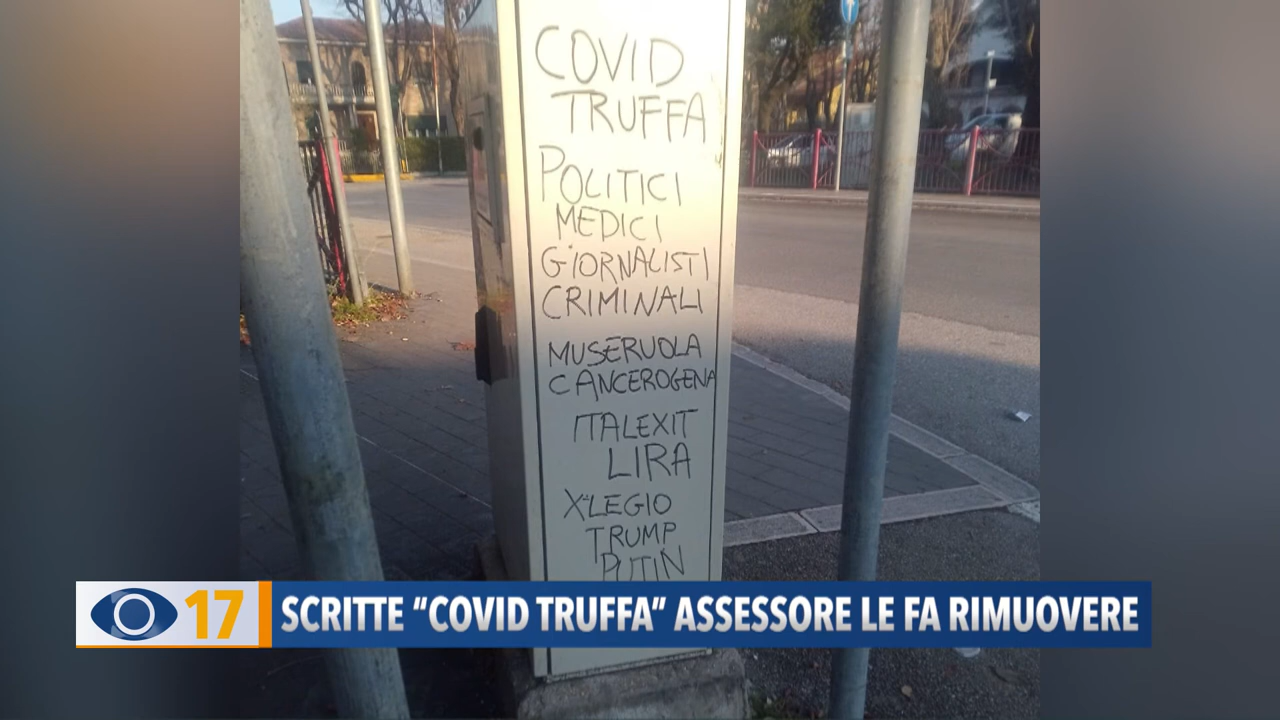 COVID
TRUFFA
POLITICI
MEDICI
GIORNALISTI
CRIMINALI
MUSERUOLA
CANCEROGENA
ITALEXIT
LIRA
X LEGIO
TRUMP
PUTIN
17 SCRITTE “COVID TRUFFA” ASSESSORE LE FA RIMUOVERE